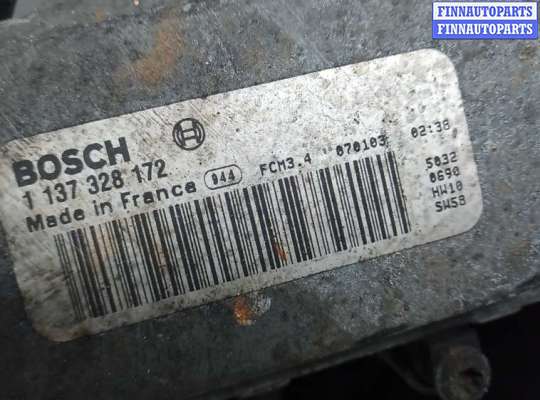 FINNAUTOPARTS
FINNAUTOPARTS
BOSCH
1 137 328 172
Made in France 944 FCM3.4 070103 02:38
5032
0690
HW10
SW58